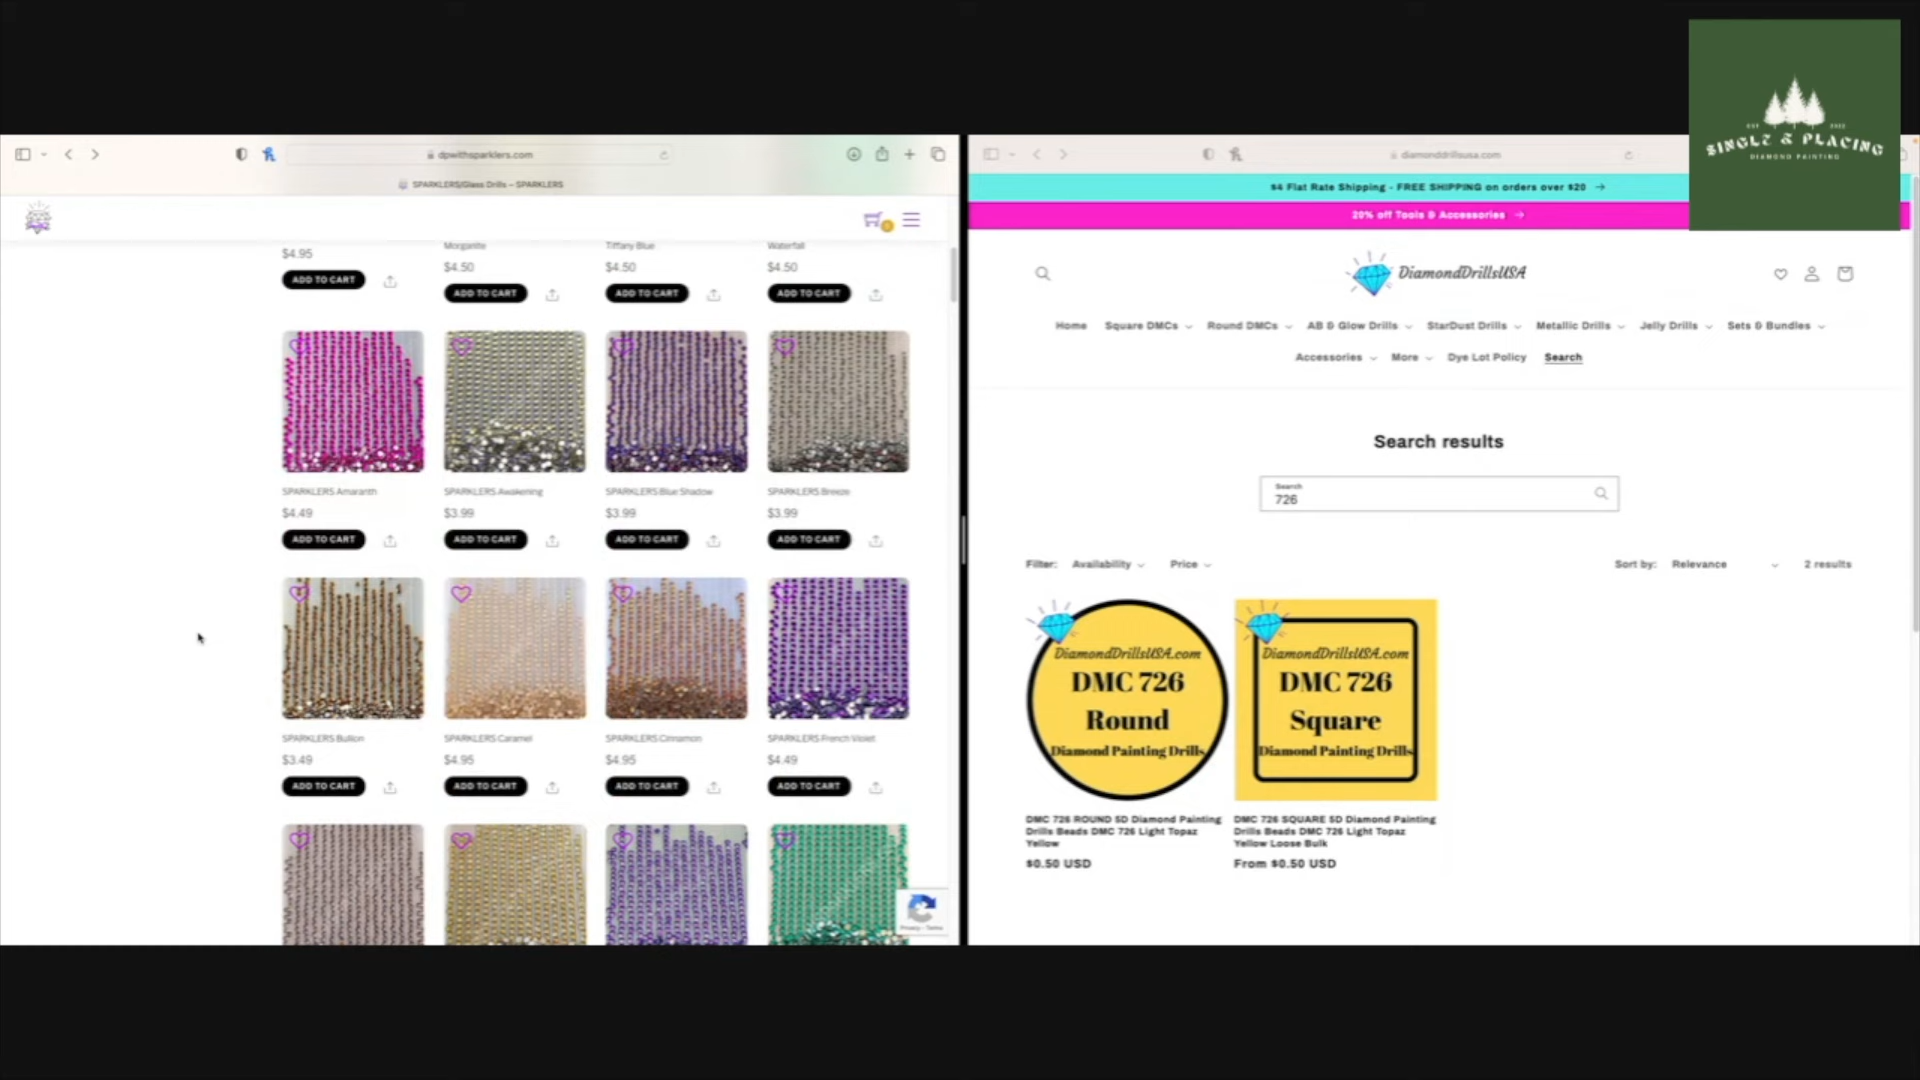 dpwithsparklers.com
SPARKLERS/Glass Drills – SPARKLERS
$4.95
Morganite
Tiffany Blue
Waterfall
$4.50
$4.50
$4.50
ADD TO CART
ADD TO CART
ADD TO CART
ADD TO CART
SPARKLERS Amaranth
SPARKLERS Awakening
SPARKLERS Blue Shadow
SPARKLERS Breeze
$4.49
$3.99
$3.99
$3.99
ADD TO CART
ADD TO CART
ADD TO CART
ADD TO CART
SPARKLERS Bullion
SPARKLERS Caramel
SPARKLERS Cinnamon
SPARKLERS French Violet
$3.49
$4.95
$4.95
$4.49
ADD TO CART
ADD TO CART
ADD TO CART
ADD TO CART
Privacy - Terms
diamonddrillsusa.com
$4 Flat Rate Shipping - FREE SHIPPING on orders over $20 →
20% off Tools & Accessories →
DiamondDrillsUSA
Home Square DMCs Round DMCs AB & Glow Drills StarDust Drills Metallic Drills Jelly Drills Sets & Bundles
Accessories More Dye Lot Policy Search
Search results
Search
726
Filter: Availability Price
Sort by: Relevance 2 results
DiamondDrillsUSA.com
DMC 726
Round
Diamond Painting Drills
DiamondDrillsUSA.com
DMC 726
Square
Diamond Painting Drills
DMC 726 ROUND 5D Diamond Painting
Drills Beads DMC 726 Light Topaz
Yellow
$0.50 USD
DMC 726 SQUARE 5D Diamond Painting
Drills Beads DMC 726 Light Topaz
Yellow Loose Bulk
From $0.50 USD
SINGLE & PLACING
DIAMOND PAINTING